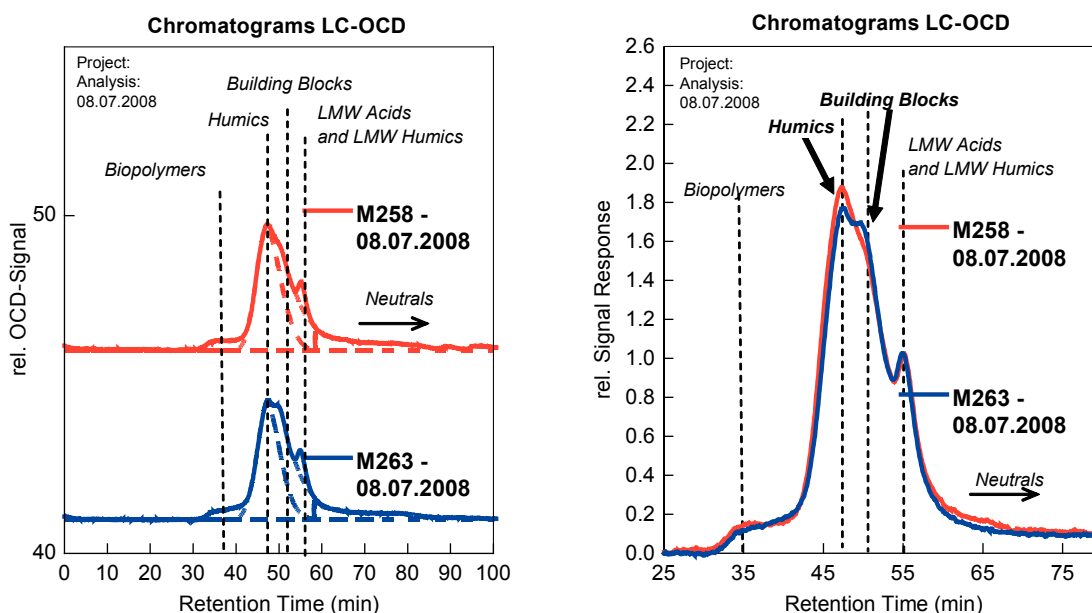 Chromatograms LC-OCD
Project:
Analysis:
08.07.2008
Building Blocks
Humics
LMW Acids
and LMW Humics
Biopolymers
50
M258 -
08.07.2008
Neutrals
rel. OCD-Signal
M263 -
08.07.2008
40
0 10 20 30 40 50 60 70 80 90 100
Retention Time (min)
Chromatograms LC-OCD
2.6
2.4
2.2
2.0
1.8
1.6
1.4
1.2
1.0
0.8
0.6
0.4
0.2
0.0
Project:
Analysis:
08.07.2008
Building Blocks
Humics
LMW Acids
and LMW Humics
Biopolymers
M258 -
08.07.2008
rel. Signal Response
M263 -
08.07.2008
Neutrals
25 35 45 55 65 75
Retention Time (min)